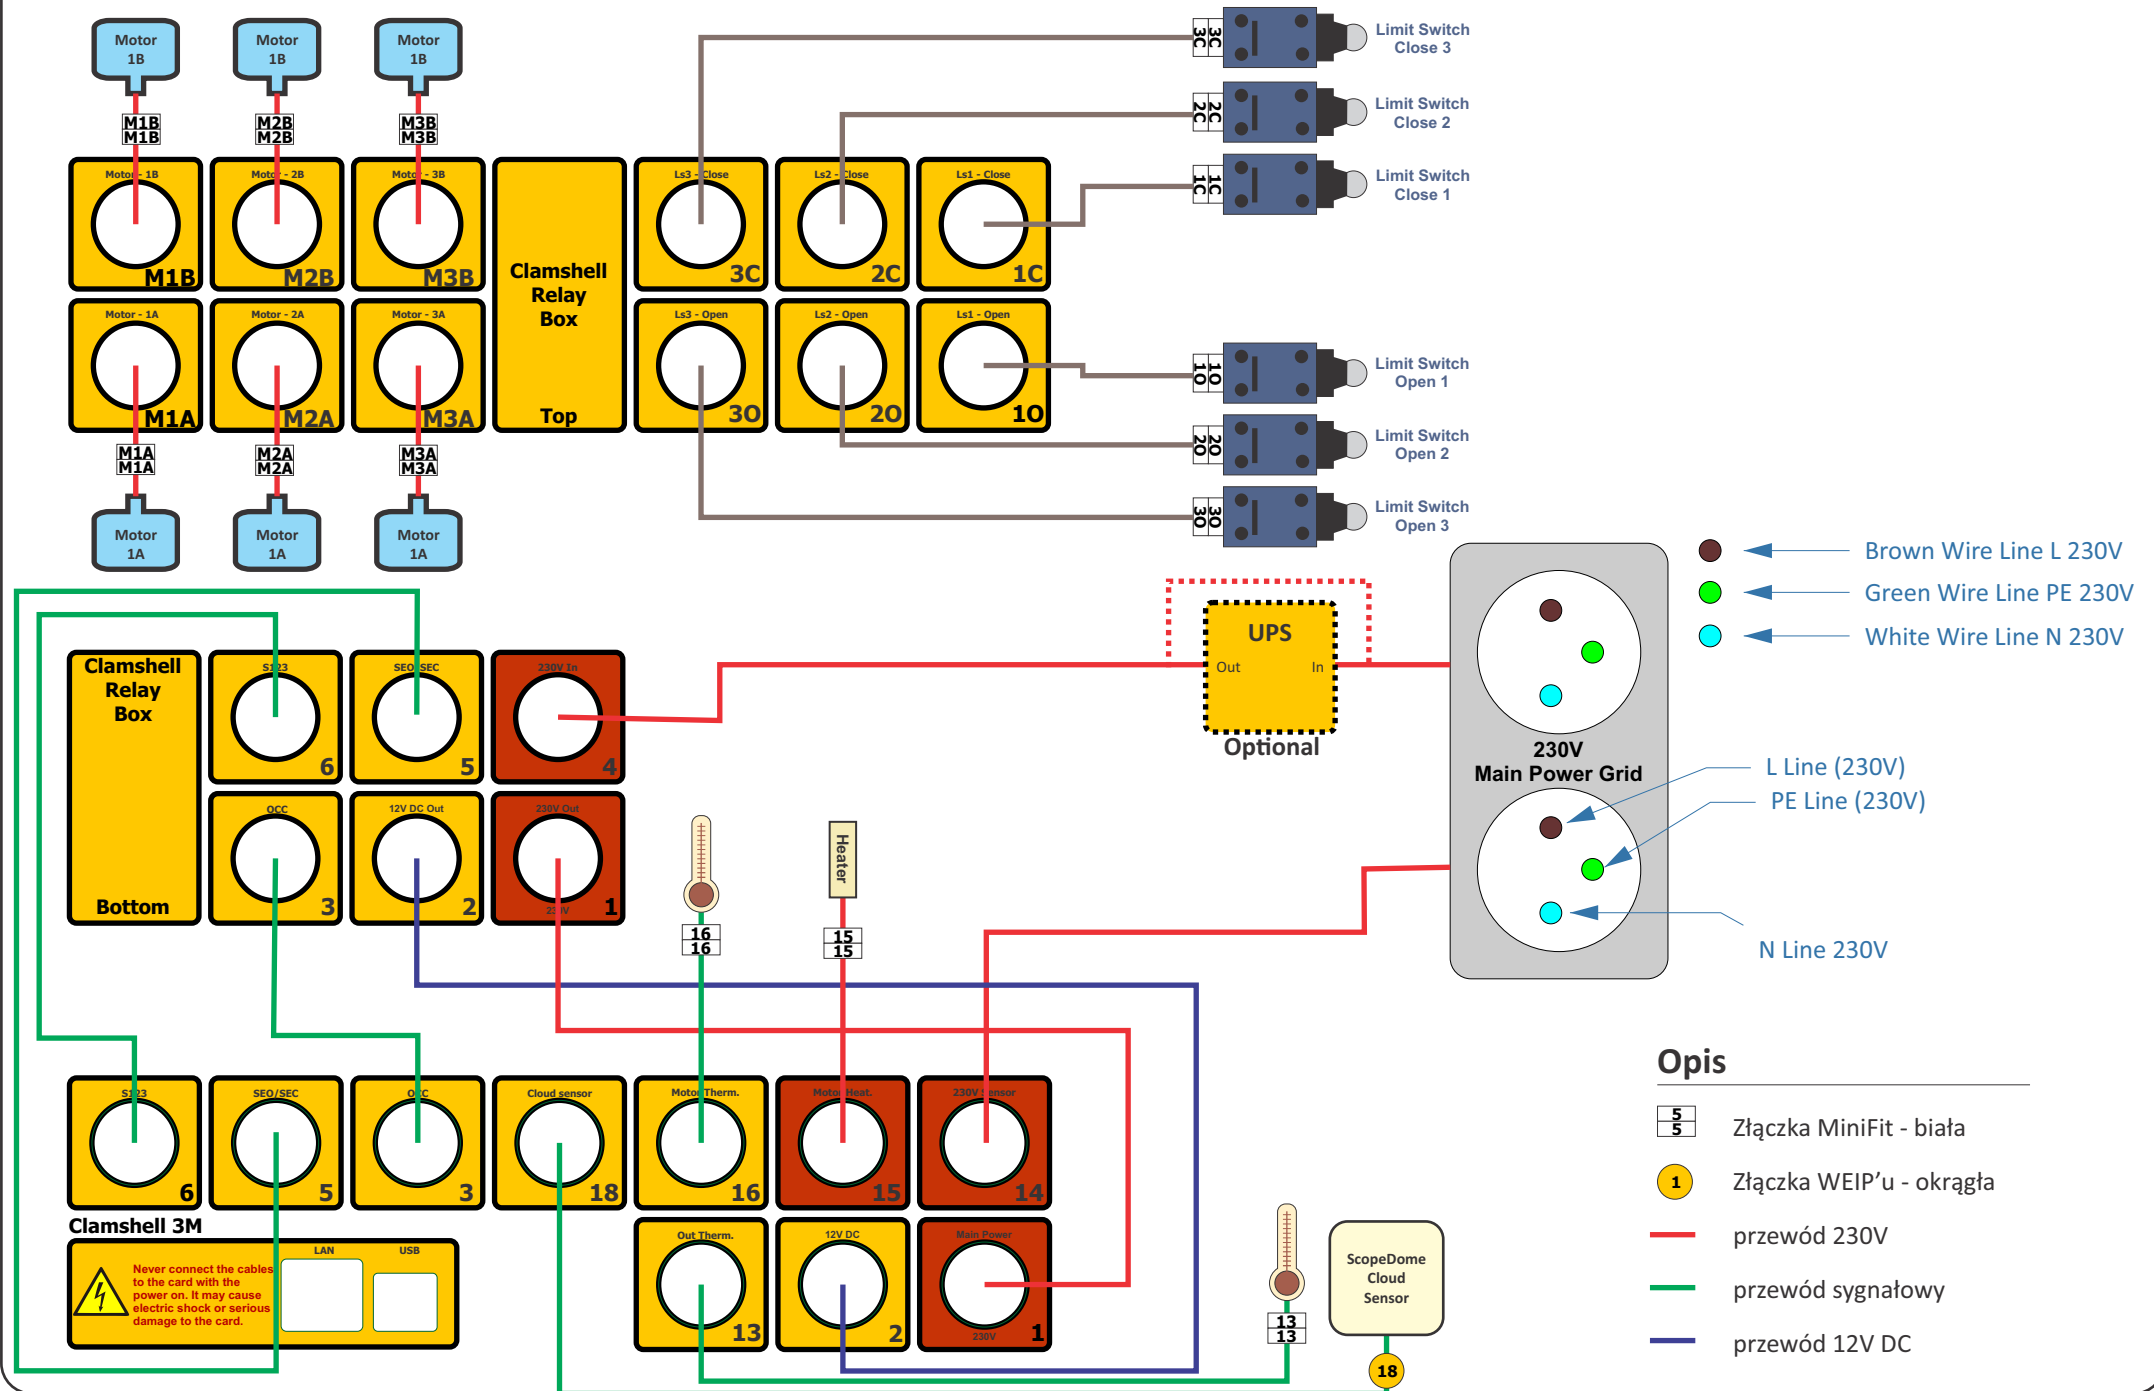 Motor
1B
Motor
1B
Motor
1B
M1B
M1B
M2B
M2B
M3B
M3B
Motor - 1B
M1B
Motor - 2B
M2B
Motor - 3B
M3B
Clamshell
Relay
Box
Top
Ls3 - Close
3C
Ls2 - Close
2C
Ls1 - Close
1C
3C
3C
Limit Switch
Close 3
2C
2C
Limit Switch
Close 2
1C
1C
Limit Switch
Close 1
Motor - 1A
M1A
Motor - 2A
M2A
Motor - 3A
M3A
Ls3 - Open
3O
Ls2 - Open
2O
Ls1 - Open
1O
1O
1O
Limit Switch
Open 1
2O
2O
Limit Switch
Open 2
3O
3O
Limit Switch
Open 3
M1A
M1A
M2A
M2A
M3A
M3A
Motor
1A
Motor
1A
Motor
1A
Clamshell
Relay
Box
Bottom
S123
6
SEO/SEC
5
230V In
4
OCC
3
12V DC Out
2
230V Out
230V
1
UPS
Out
In
Optional
230V
Main Power Grid
Brown Wire Line L 230V
Green Wire Line PE 230V
White Wire Line N 230V
L Line (230V)
PE Line (230V)
N Line 230V
16
16
Heater
15
15
S123
6
SEO/SEC
5
OCC
3
Cloud sensor
18
Motor Therm.
16
Motor Heat.
15
230V Sensor
14
Clamshell 3M
Never connect the cables
to the card with the
power on. It may cause
electric shock or serious
damage to the card.
LAN
USB
Out Therm.
13
12V DC
2
Main Power
230V
1
13
13
ScopeDome
Cloud
Sensor
18
Opis
5
5
Złączka MiniFit - biała
1
Złączka WEIP'u - okrągła
przewód 230V
przewód sygnałowy
przewód 12V DC